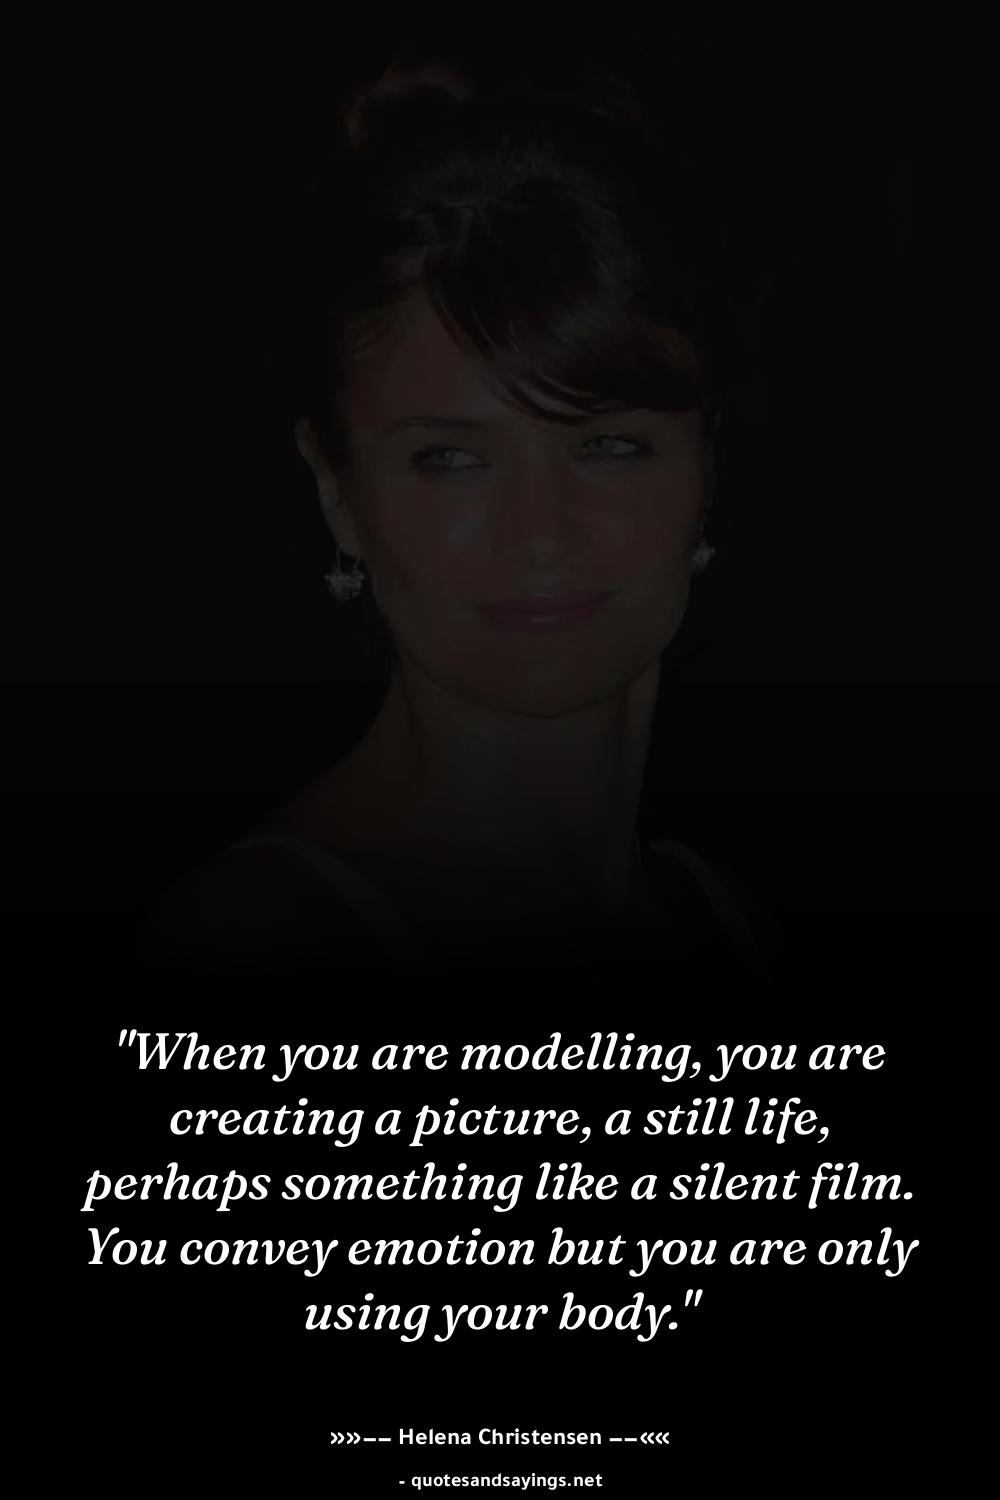 "When you are modelling, you are
creating a picture, a still life,
perhaps something like a silent film.
You convey emotion but you are only
using your body."
»»−− Helena Christensen −−««
- quotesandsayings.net